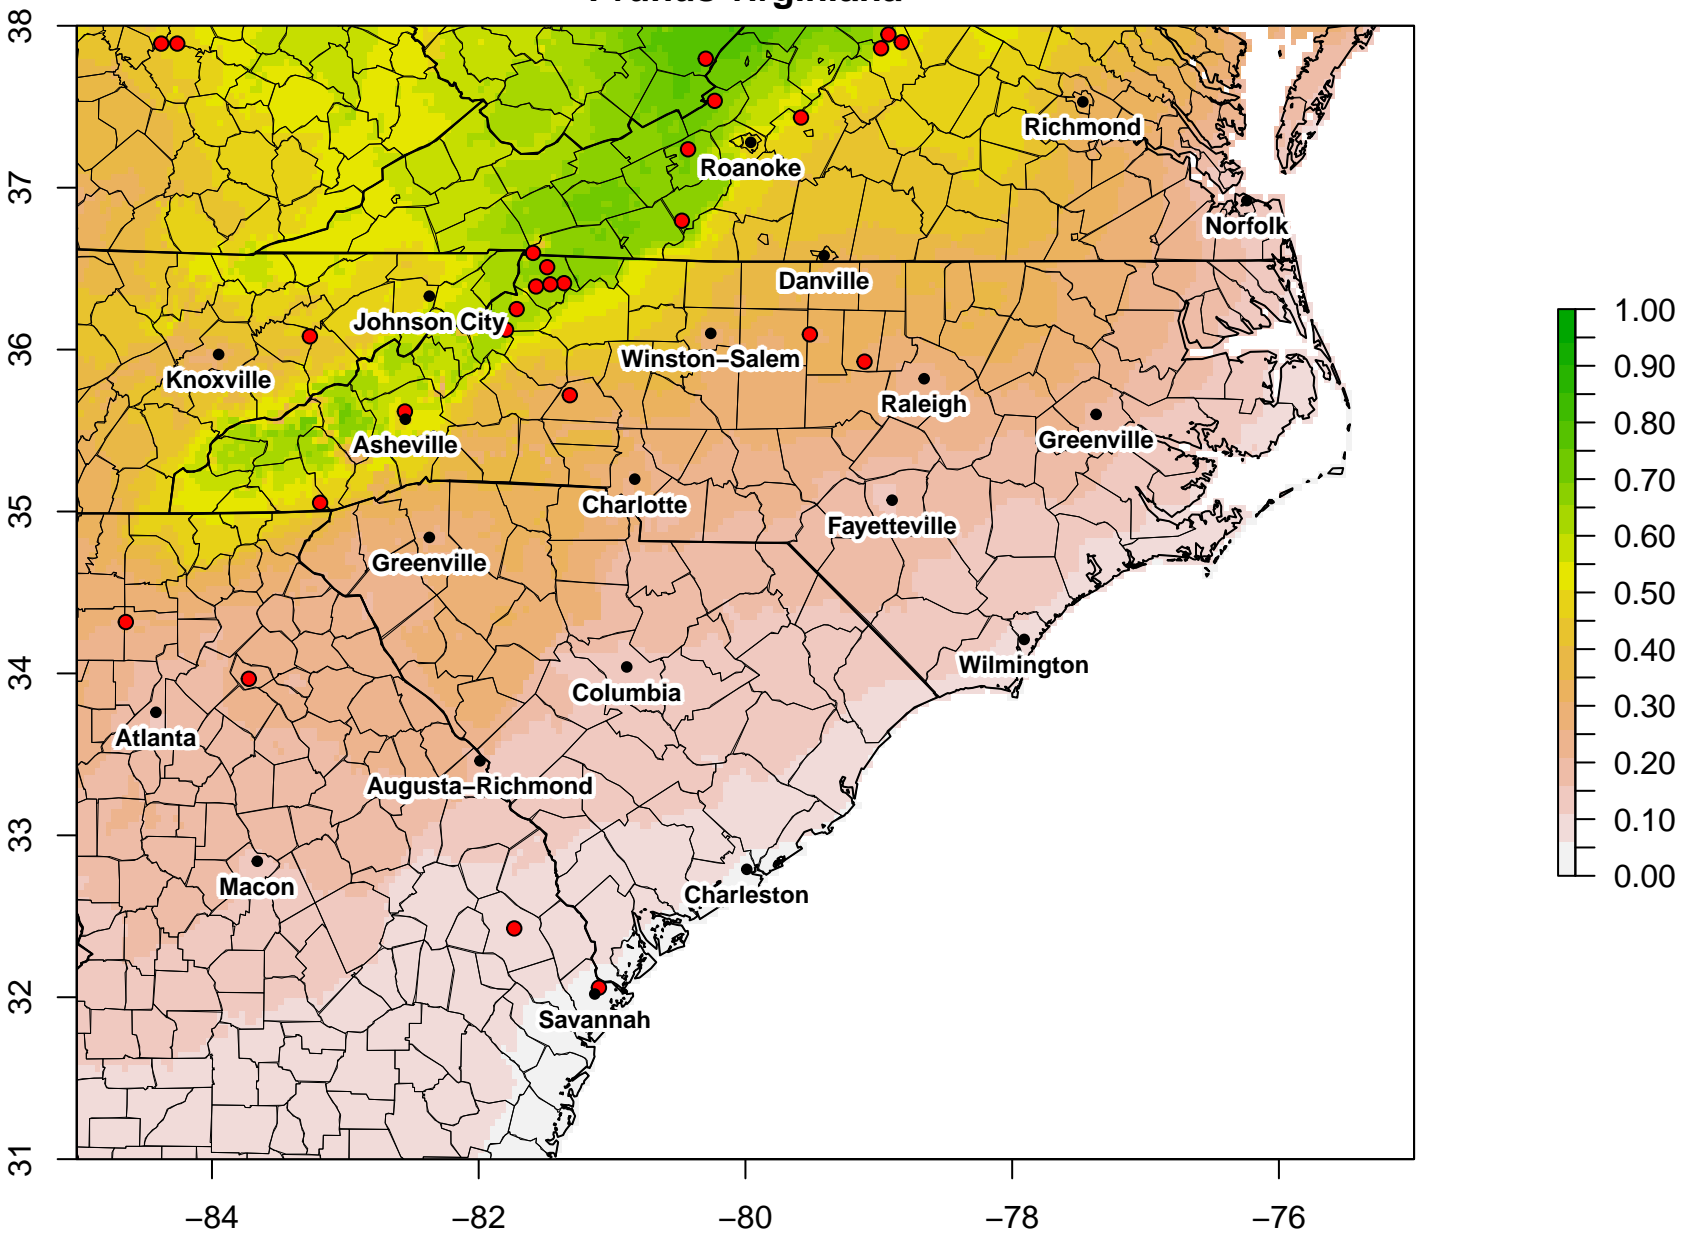 38
37
36
35
34
33
32
31
Richmond
Roanoke
Norfolk
Danville
Johnson City
Winston–Salem
Knoxville
Raleigh
Asheville
Greenville
Charlotte
Fayetteville
Greenville
Wilmington
Columbia
Atlanta
Augusta–Richmond
Macon
Charleston
Savannah
−84
−82
−80
−78
−76
1.00
0.90
0.80
0.70
0.60
0.50
0.40
0.30
0.20
0.10
0.00